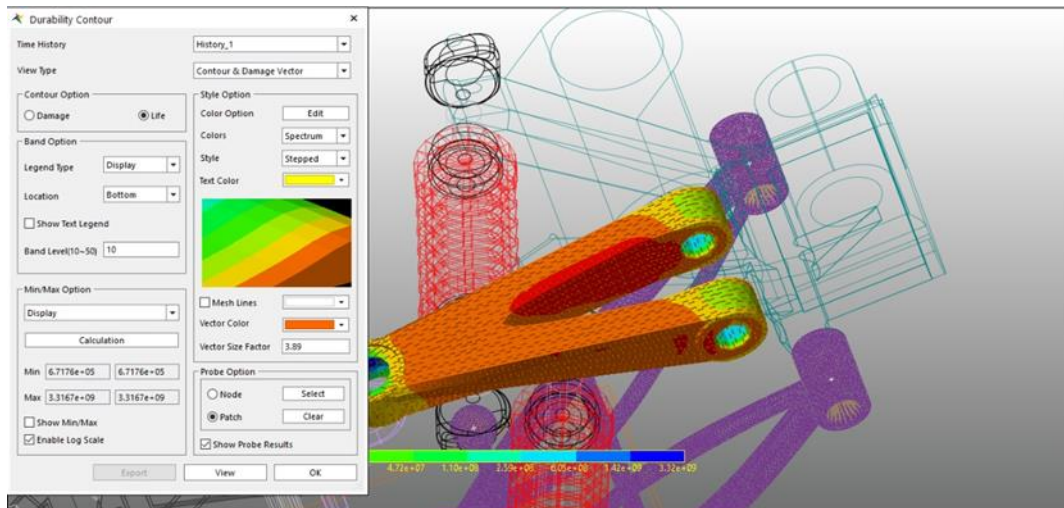 Durability Contour
Time History History_1
View Type Contour & Damage Vector
Contour Option
Damage Life
Band Option
Legend Type Display
Location Bottom
Show Text Legend
Band Level(10~50) 10
Min/Max Option
Display
Calculation
Min 6.7176e+05 6.7176e+05
Max 3.3167e+09 3.3167e+09
Show Min/Max
Enable Log Scale
Style Option
Color Option Edit
Colors Spectrum
Style Stepped
Text Color
Mesh Lines
Vector Color
Vector Size Factor 3.89
Probe Option
Node Select
Patch Clear
Show Probe Results
Export View OK
4.72e+07 1.10e+08 2.59e+08 6.05e+08 1.42e+09 3.32e+09